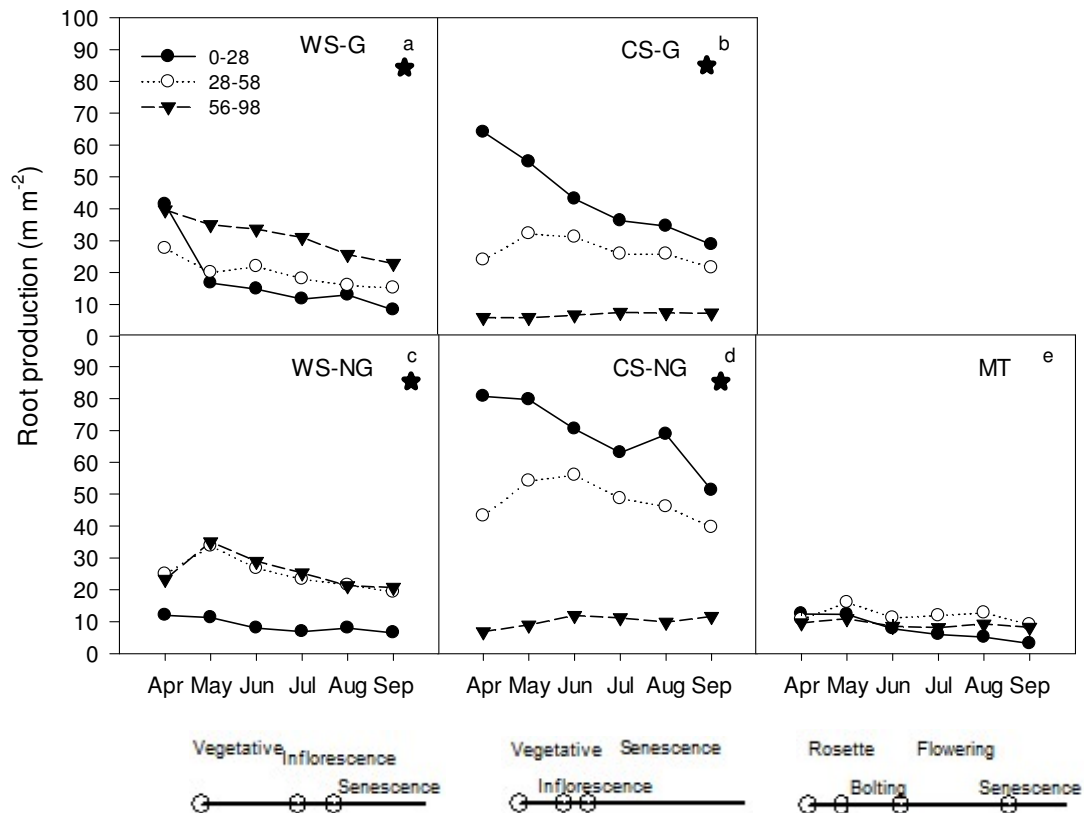 100
90
80
70
60
50
40
30
20
10
0
WS-G
a
0-28
28-58
56-98
CS-G
b
Root production (m m-2)
90
80
70
60
50
40
30
20
10
0
WS-NG
c
CS-NG
d
MT
e
Apr May Jun Jul Aug Sep
Apr May Jun Jul Aug Sep
Apr May Jun Jul Aug Sep
Vegetative
Inflorescence
Senescence
Vegetative
Senescence
Inflorescence
Rosette
Flowering
Bolting
Senescence